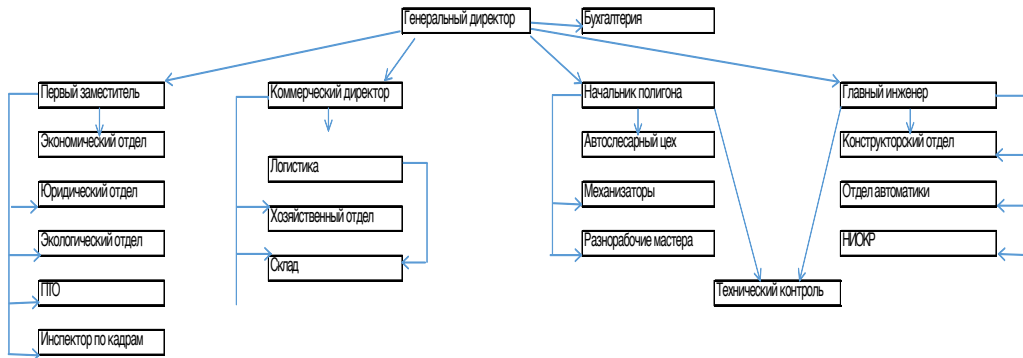 Генеральный директор
Бухгалтерия
Первый заместитель
Коммерческий директор
Начальник полигона
Главный инженер
Экономический отдел
Автослесарный цех
Конструкторский отдел
Логистика
Юридический отдел
Механизаторы
Отдел автоматики
Хозяйственный отдел
Экологический отдел
Разнорабочие мастера
НИОКР
Склад
ПТО
Технический контроль
Инспектор по кадрам